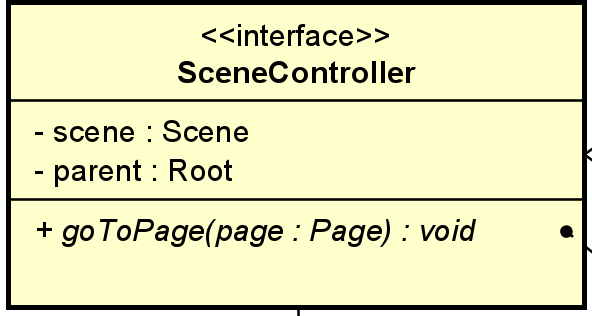 <<interface>>
SceneController
- scene : Scene
- parent : Root
+ goToPage(page : Page) : void